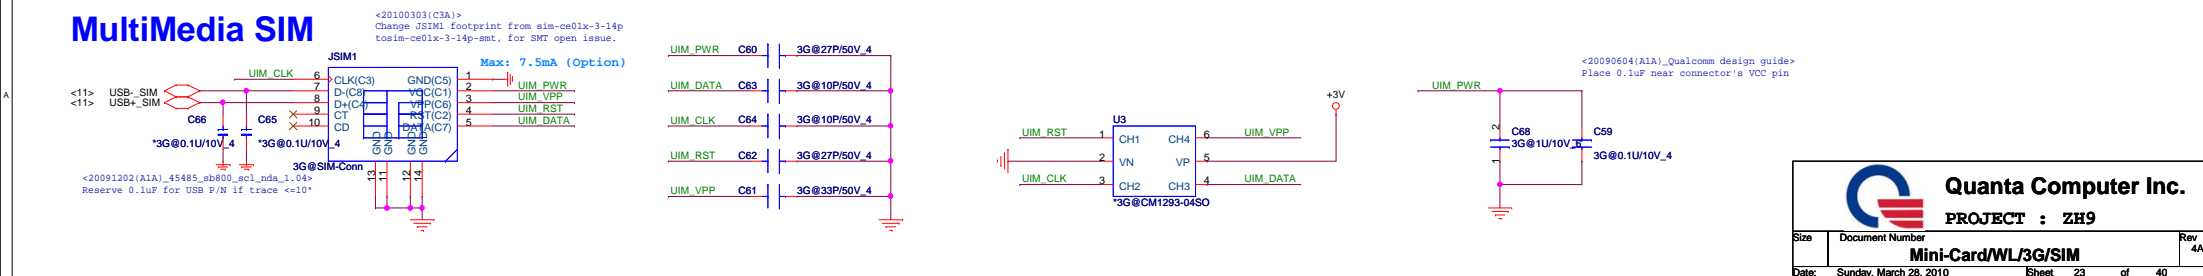 MultiMedia SIM
<20100303(C3A)>
Change JSIM1 footprint from sim-ce01x-3-14p
tosim-ce01x-3-14p-smt, for SMT open issue.
JSIM1
Max: 7.5mA (Option)
UIM_CLK 6 CLK(C3) GND(C5) 1
<11> USB-_SIM 7 D-(C8) VCC(C1) 2 UIM_PWR
<11> USB+_SIM 8 D+(C4) VPP(C6) 3 UIM_VPP
9 CT RST(C2) 4 UIM_RST
10 CD DATA(C7) 5 UIM_DATA
C66 C65
*3G@0.1U/10V_4 *3G@0.1U/10V_4
GND GND GND GND
3G@SIM-Conn
13 11 12 14
<20091202(A1A)_45485_sb800_scl_nda_1.04>
Reserve 0.1uF for USB P/N if trace <=10"
UIM_PWR C60 3G@27P/50V_4
UIM_DATA C63 3G@10P/50V_4
UIM_CLK C64 3G@10P/50V_4
UIM_RST C62 3G@27P/50V_4
UIM_VPP C61 3G@33P/50V_4
+3V
U3
UIM_RST 1 CH1 CH4 6 UIM_VPP
2 VN VP 5
UIM_CLK 3 CH2 CH3 4 UIM_DATA
*3G@CM1293-04SO
<20090604(A1A)_Qualcomm design guide>
Place 0.1uF near connector's VCC pin
UIM_PWR
2 1
C68
3G@1U/10V_6
C59
3G@0.1U/10V_4
Quanta Computer Inc.
PROJECT : ZH9
Size Document Number Rev
Mini-Card/WL/3G/SIM 4A
Date: Sunday, March 28, 2010 Sheet 23 of 40
A